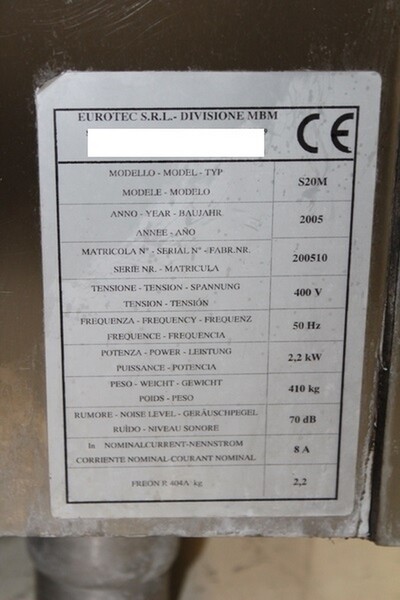 EUROTEC S.R.L.- DIVISIONE MBM
CE
MODELLO - MODEL - TYP
MODELE - MODELO
S20M
ANNO - YEAR - BAUJAHR
ANNEE - AÑO
2005
MATRICOLA N° - SERIAL N° - FABR.NR.
SERIE NR. - MATRICULA
200510
TENSIONE - TENSION - SPANNUNG
TENSION - TENSIÓN
400 V
FREQUENZA - FREQUENCY - FREQUENZ
FREQUENCE - FREQUENCIA
50 Hz
POTENZA - POWER - LEISTUNG
PUISSANCE - POTENCIA
2,2 kW
PESO - WEICHT - GEWICHT
POIDS - PESO
410 kg
RUMORE - NOISE LEVEL - GERÄUSCHPEGEL
RUÍDO - NIVEAU SONORE
70 dB
In NOMINALCURRENT-NENNSTROM
CORRIENTE NOMINAL-COURANT NOMINAL
8 A
FREON R 404A/ kg
2,2